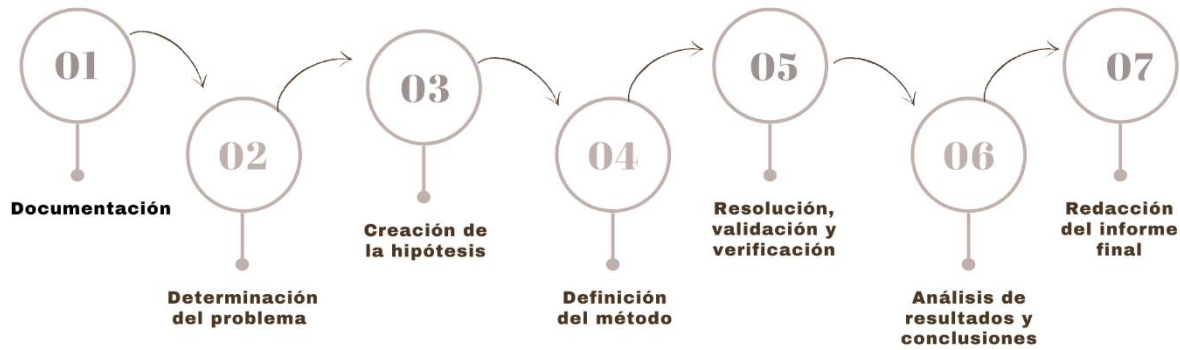 01
Documentación
02
Determinación
del problema
03
Creación de
la hipótesis
04
Definición
del método
05
Resolución,
validación y
verificación
06
Análisis de
resultados y
conclusiones
07
Redacción
del informe
final